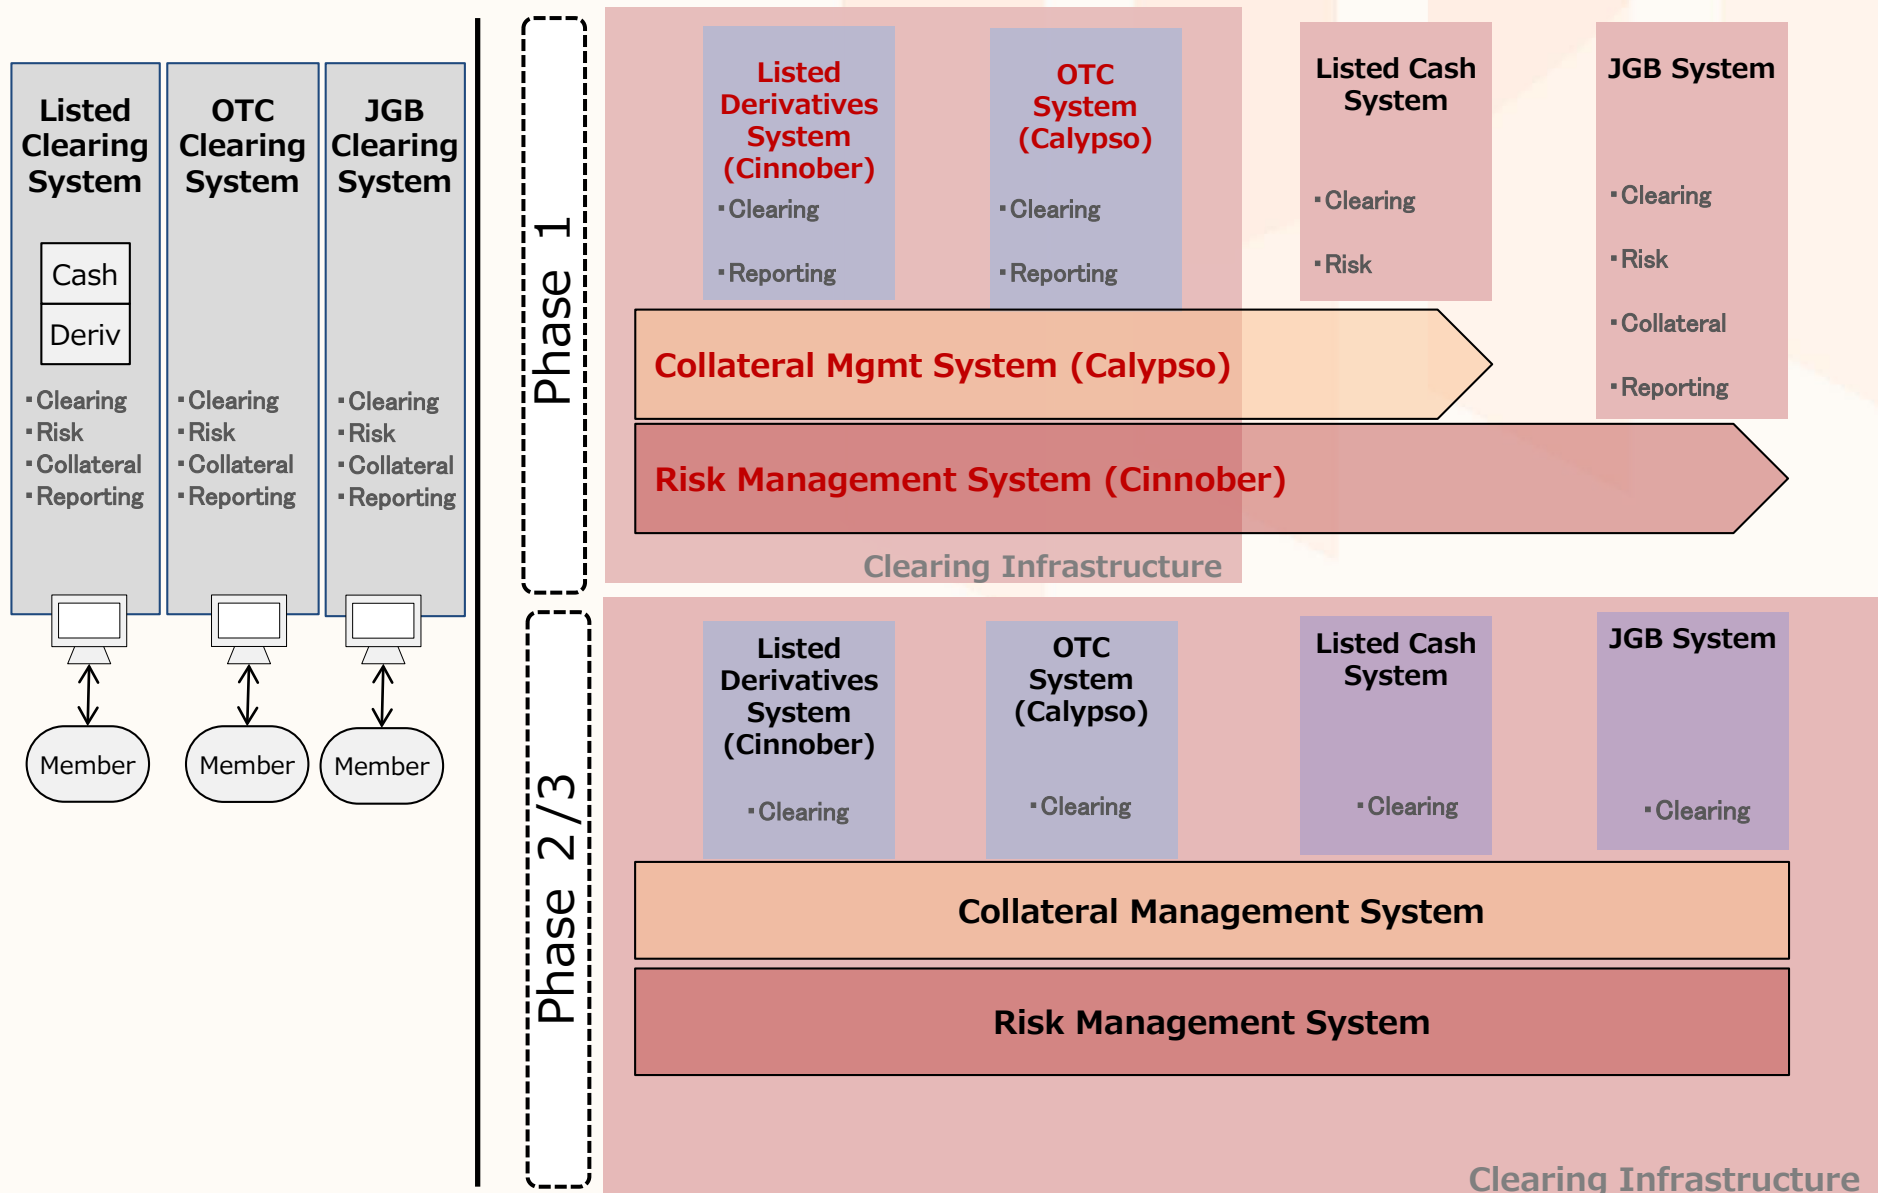 Listed
Clearing
System
Cash
Deriv
・Clearing
・Risk
・Collateral
・Reporting
Member
OTC
Clearing
System
・Clearing
・Risk
・Collateral
・Reporting
Member
JGB
Clearing
System
・Clearing
・Risk
・Collateral
・Reporting
Member
Phase 1
Listed
Derivatives
System
(Cinnober)
・Clearing
・Reporting
OTC
System
(Calypso)
・Clearing
・Reporting
Listed Cash
System
・Clearing
・Risk
JGB System
・Clearing
・Risk
・Collateral
・Reporting
Collateral Mgmt System (Calypso)
Risk Management System (Cinnober)
Clearing Infrastructure
Phase 2/3
Listed
Derivatives
System
(Cinnober)
・Clearing
OTC
System
(Calypso)
・Clearing
Listed Cash
System
・Clearing
JGB System
・Clearing
Collateral Management System
Risk Management System
Clearing Infrastructure